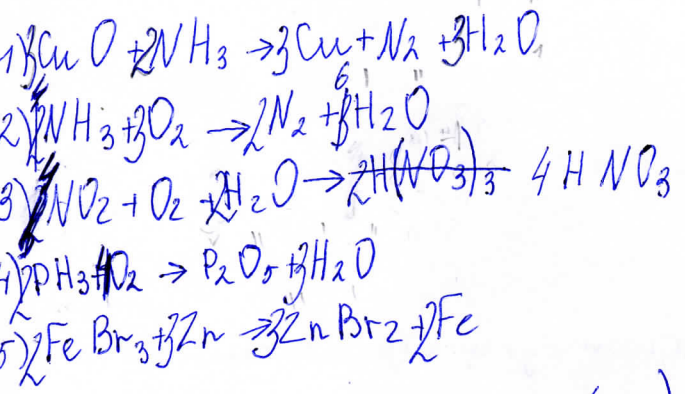 1) 3CuO + 2NH₃ → 3Cu + N₂ + 3H₂O
2) 4NH₃ + 3O₂ → 2N₂ + 6H₂O
3) 4NO₂ + O₂ + 2H₂O → 2H(NO₃)₃ 4HNO₃
4) 2PH₃ + 4O₂ → P₂O₅ + 3H₂O
5) 2FeBr₃ + 3Zn → 3ZnBr₂ + 2Fe